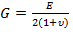 G = E / 2(1+υ)